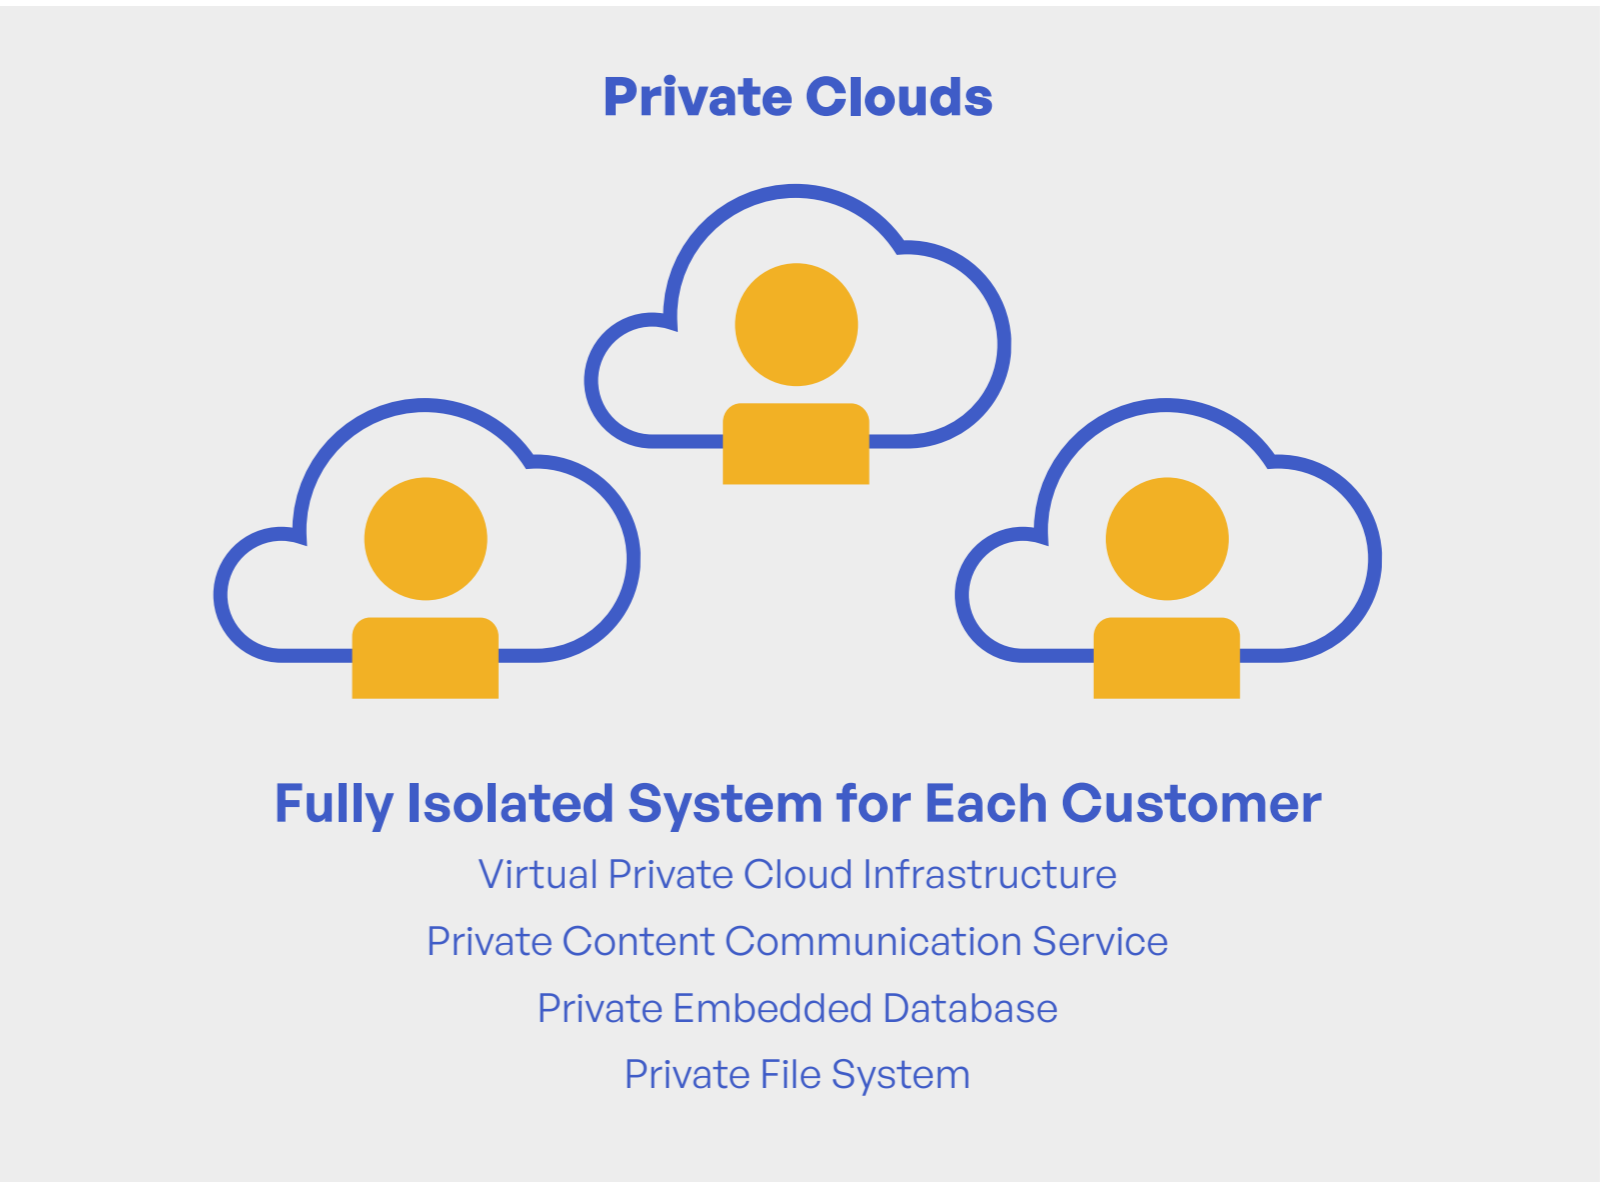 Private Clouds
Fully Isolated System for Each Customer
Virtual Private Cloud Infrastructure
Private Content Communication Service
Private Embedded Database
Private File System